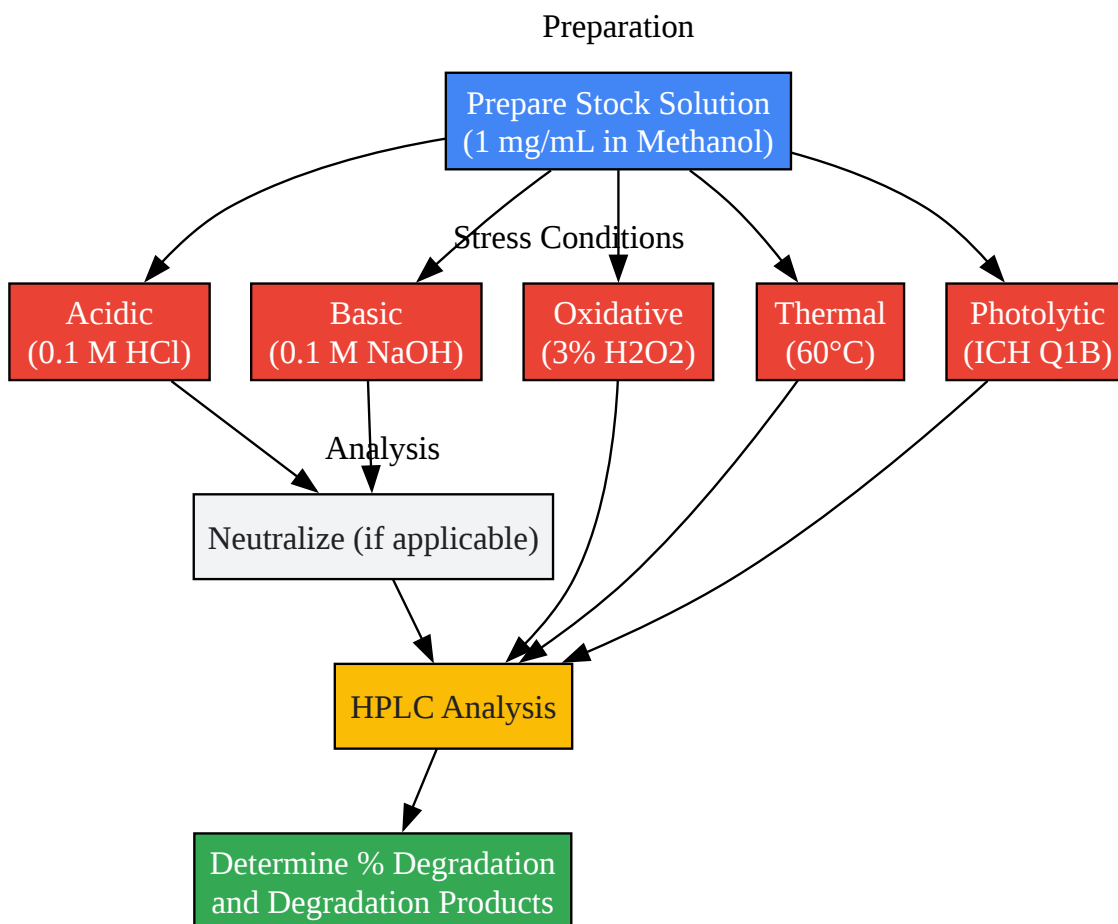 Preparation
Prepare Stock Solution
(1 mg/mL in Methanol)
Stress Conditions
Acidic
(0.1 M HCl)
Basic
(0.1 M NaOH)
Oxidative
(3% H2O2)
Thermal
(60°C)
Photolytic
(ICH Q1B)
Analysis
Neutralize (if applicable)
HPLC Analysis
Determine % Degradation
and Degradation Products